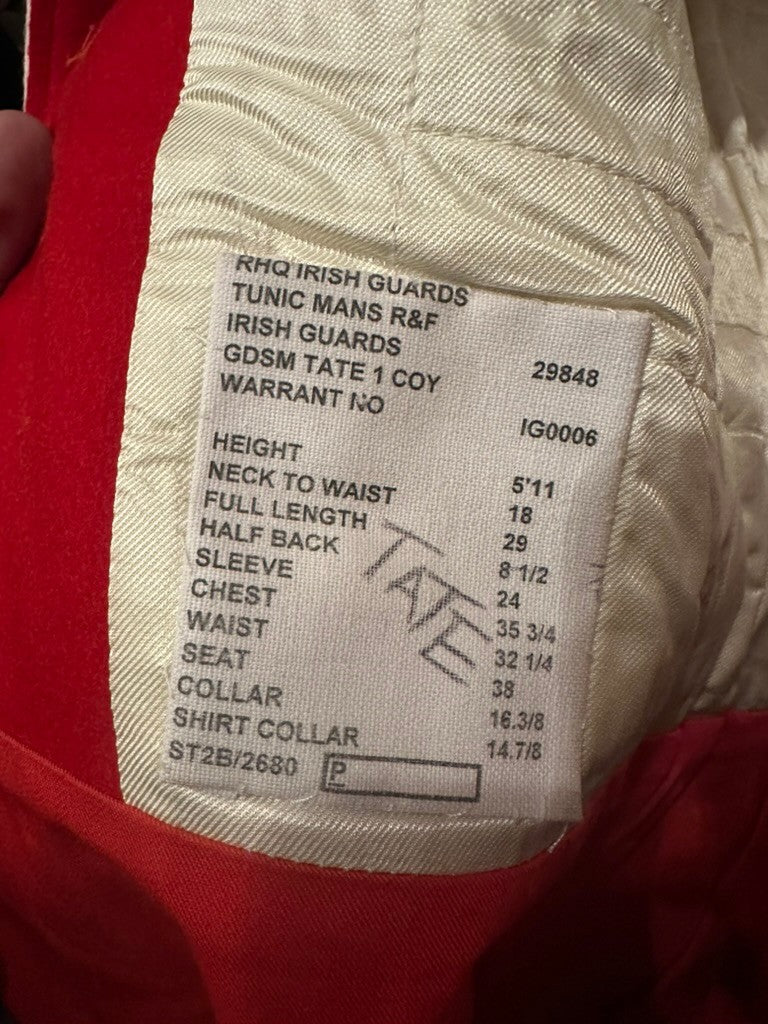 RHQ IRISH GUARDS
TUNIC MANS R&F
IRISH GUARDS 29848
GDSM TATE 1 COY
WARRANT NO IG0006
HEIGHT 5'11
NECK TO WAIST 18
FULL LENGTH 29
HALF BACK 8 1/2
SLEEVE 24
CHEST 35 3/4
WAIST 32 1/4
SEAT 38
COLLAR 16.3/8
SHIRT COLLAR 14.7/8
ST2B/2680 P
TATE